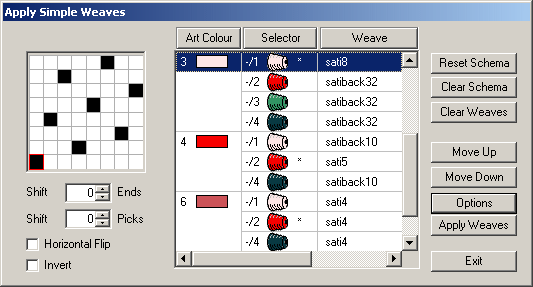 Apply Simple Weaves
Art Colour Selector Weave
3 -/1 * sati8
-/2 satiback32
-/3 satiback32
-/4 satiback32
4 -/1 satiback10
-/2 * sati5
-/4 satiback10
6 -/1 sati4
-/2 * sati4
-/4 sati4
Shift 0 Ends
Shift 0 Picks
Horizontal Flip
Invert
Reset Schema
Clear Schema
Clear Weaves
Move Up
Move Down
Options
Apply Weaves
Exit